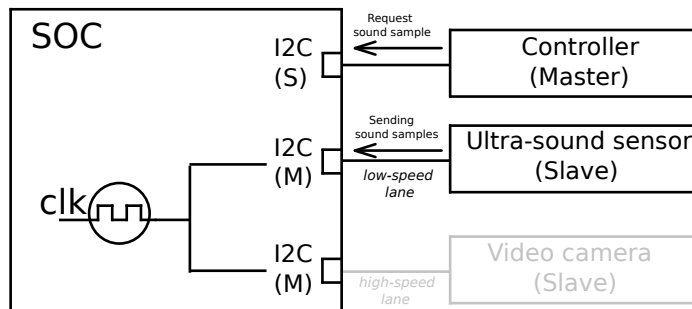 SOC
I2C
(S)
Request
sound sample
Controller
(Master)
I2C
(M)
Sending
sound samples
low-speed
lane
Ultra-sound sensor
(Slave)
clk
I2C
(M)
high-speed
lane
Video camera
(Slave)